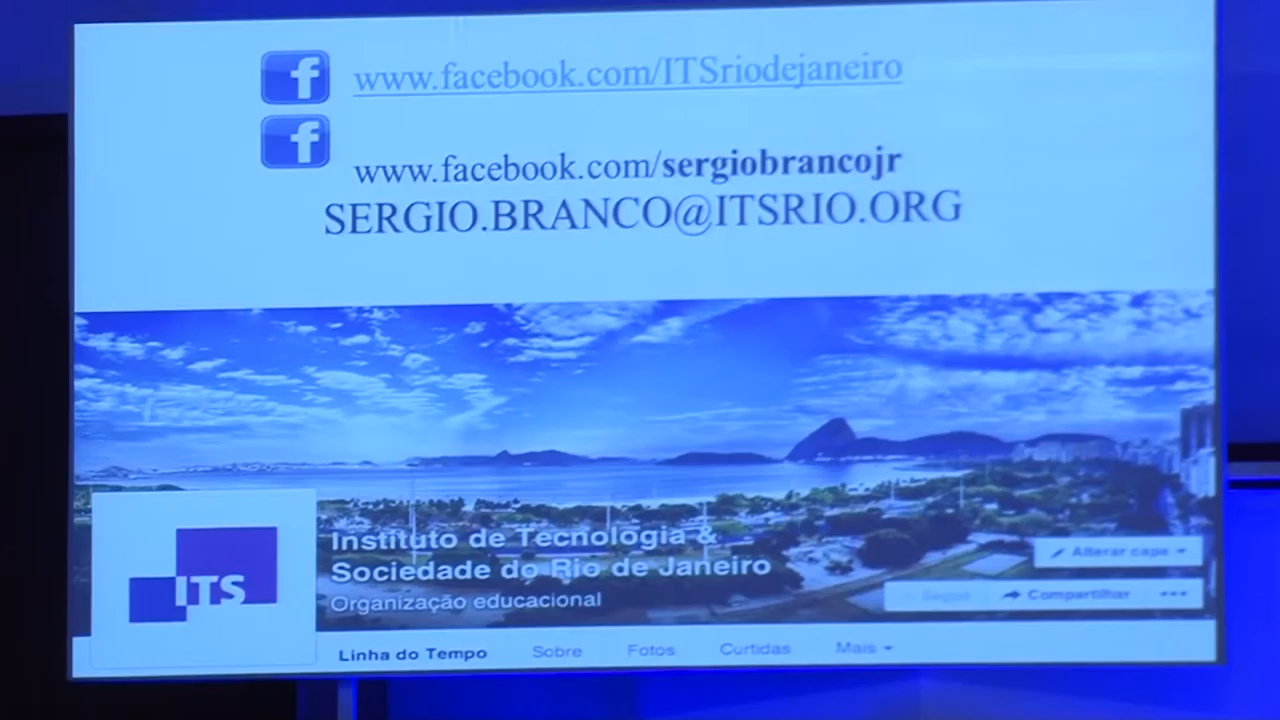 f www.facebook.com/ITSriodejaneiro
f www.facebook.com/sergiobrancojr
SERGIO.BRANCO@ITSRIO.ORG
Instituto de Tecnologia &
Sociedade do Rio de Janeiro
Organização educacional
ITS
Alterar capa
Seguir Compartilhar
Linha do Tempo Sobre Fotos Curtidas Mais